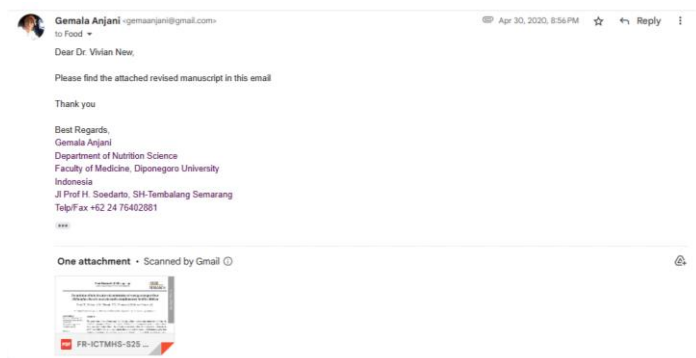 Gemala Anjani <gemaanjani@gmail.com>
Apr 30, 2020, 8:56 PM
Reply
to Food
Dear Dr. Vivian New,
Please find the attached revised manuscript in this email
Thank you
Best Regards,
Gemala Anjani
Department of Nutrition Science
Faculty of Medicine, Diponegoro University
Indonesia
Jl Prof H. Soedarto, SH-Tembalang Semarang
Telp/Fax +62 24 76402881
One attachment • Scanned by Gmail
PDF
FR-ICTMHS-S25 ...